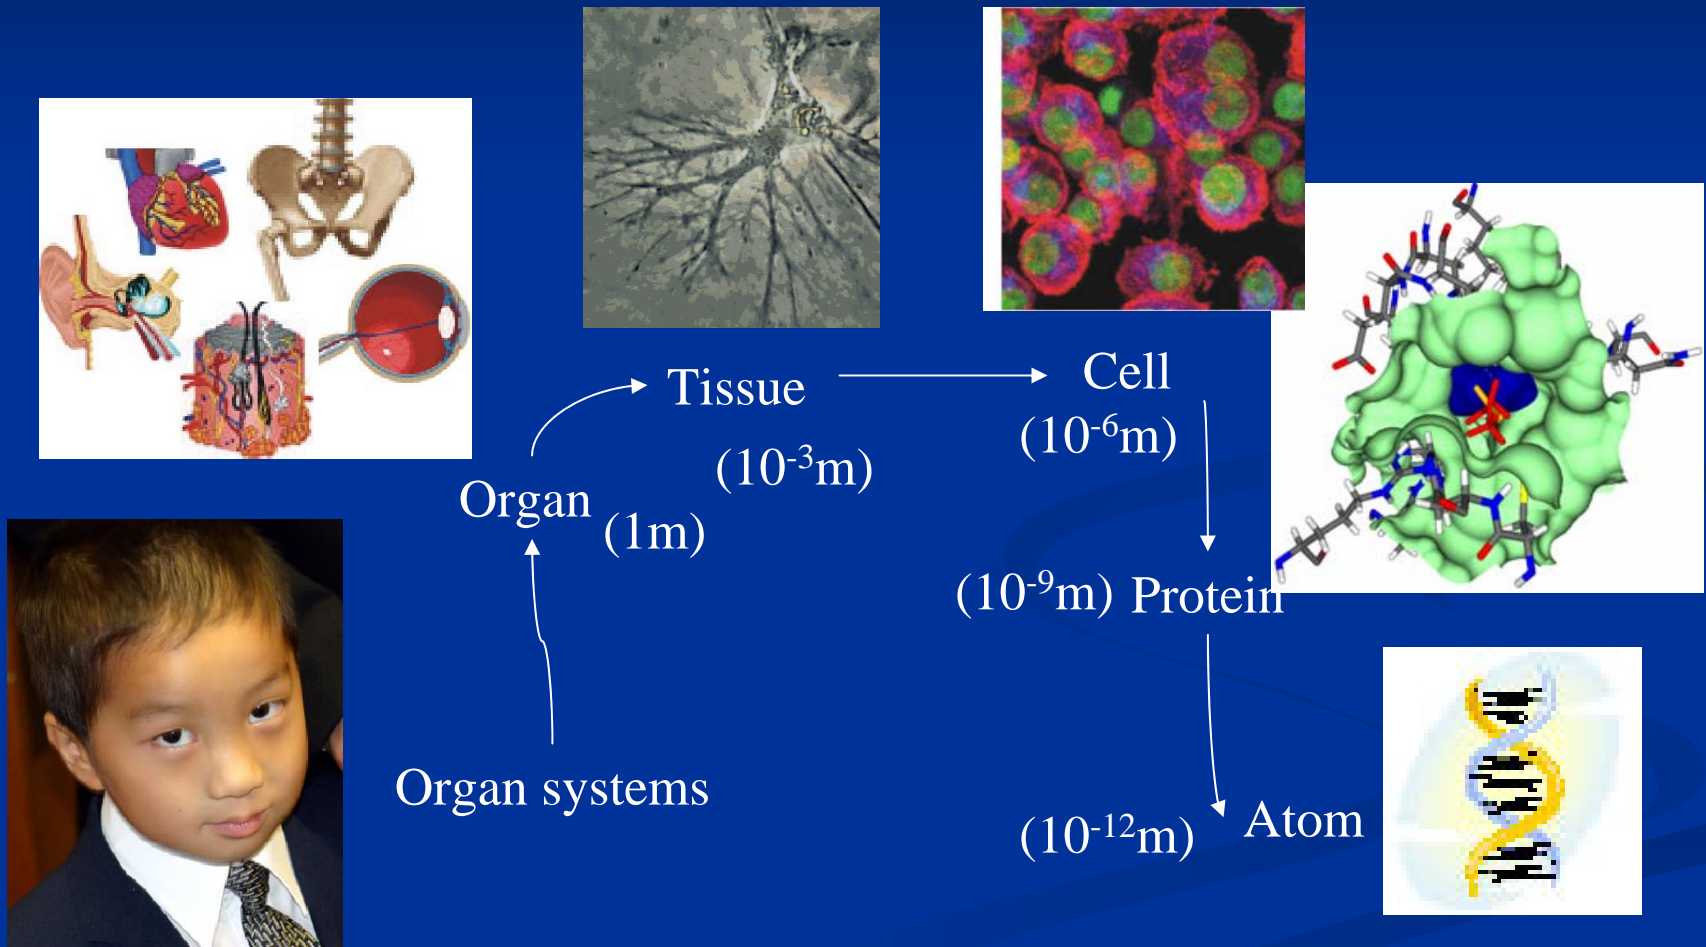 Organ systems
Organ
(1m)
Tissue
(10⁻³m)
Cell
(10⁻⁶m)
(10⁻⁹m) Protein
(10⁻¹²m) Atom